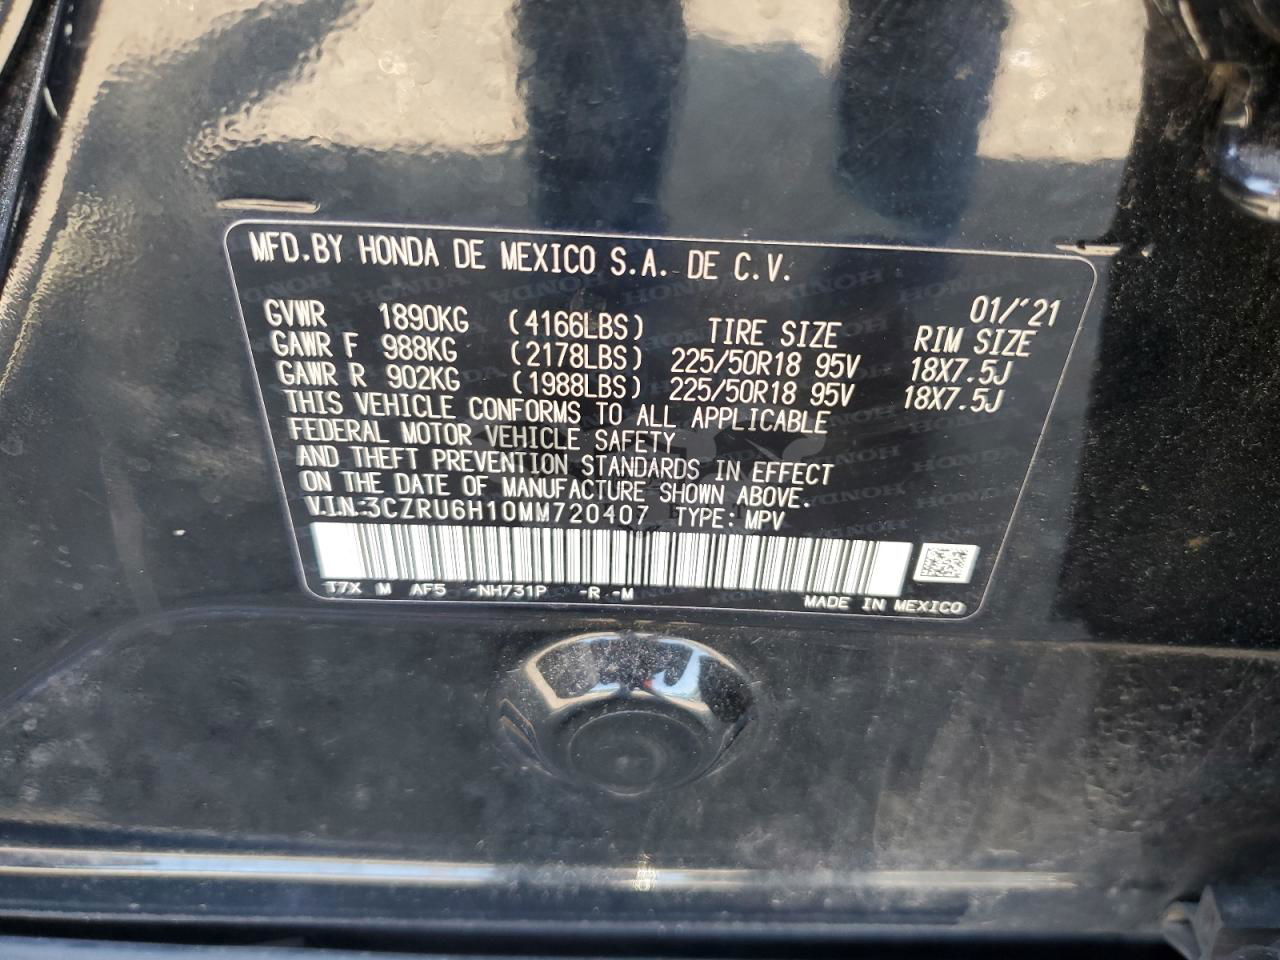 MFD.BY HONDA DE MEXICO S.A. DE C.V.
01/'21
GVWR 1890KG (4166LBS) TIRE SIZE RIM SIZE
GAWR F 988KG (2178LBS) 225/50R18 95V 18X7.5J
GAWR R 902KG (1988LBS) 225/50R18 95V 18X7.5J
THIS VEHICLE CONFORMS TO ALL APPLICABLE
FEDERAL MOTOR VEHICLE SAFETY
AND THEFT PREVENTION STANDARDS IN EFFECT
ON THE DATE OF MANUFACTURE SHOWN ABOVE.
V.I.N:3CZRU6H10MM720407 TYPE:MPV
T7X M AF5 -NH731P -R -M
MADE IN MEXICO